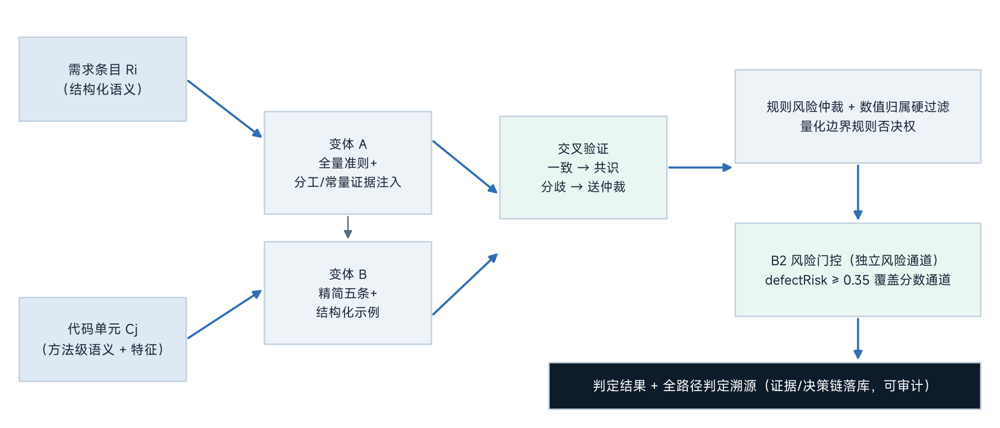 需求条目 Ri
（结构化语义）
变体 A
全量准则+
分工/常量证据注入
变体 B
精简五条+
结构化示例
代码单元 Cj
（方法级语义 + 特征）
交叉验证
一致 → 共识
分歧 → 送仲裁
规则风险仲裁 + 数值归属硬过滤
量化边界规则否决权
B2 风险门控（独立风险通道）
defectRisk ≥ 0.35 覆盖分数通道
判定结果 + 全路径判定溯源（证据/决策链落库，可审计）